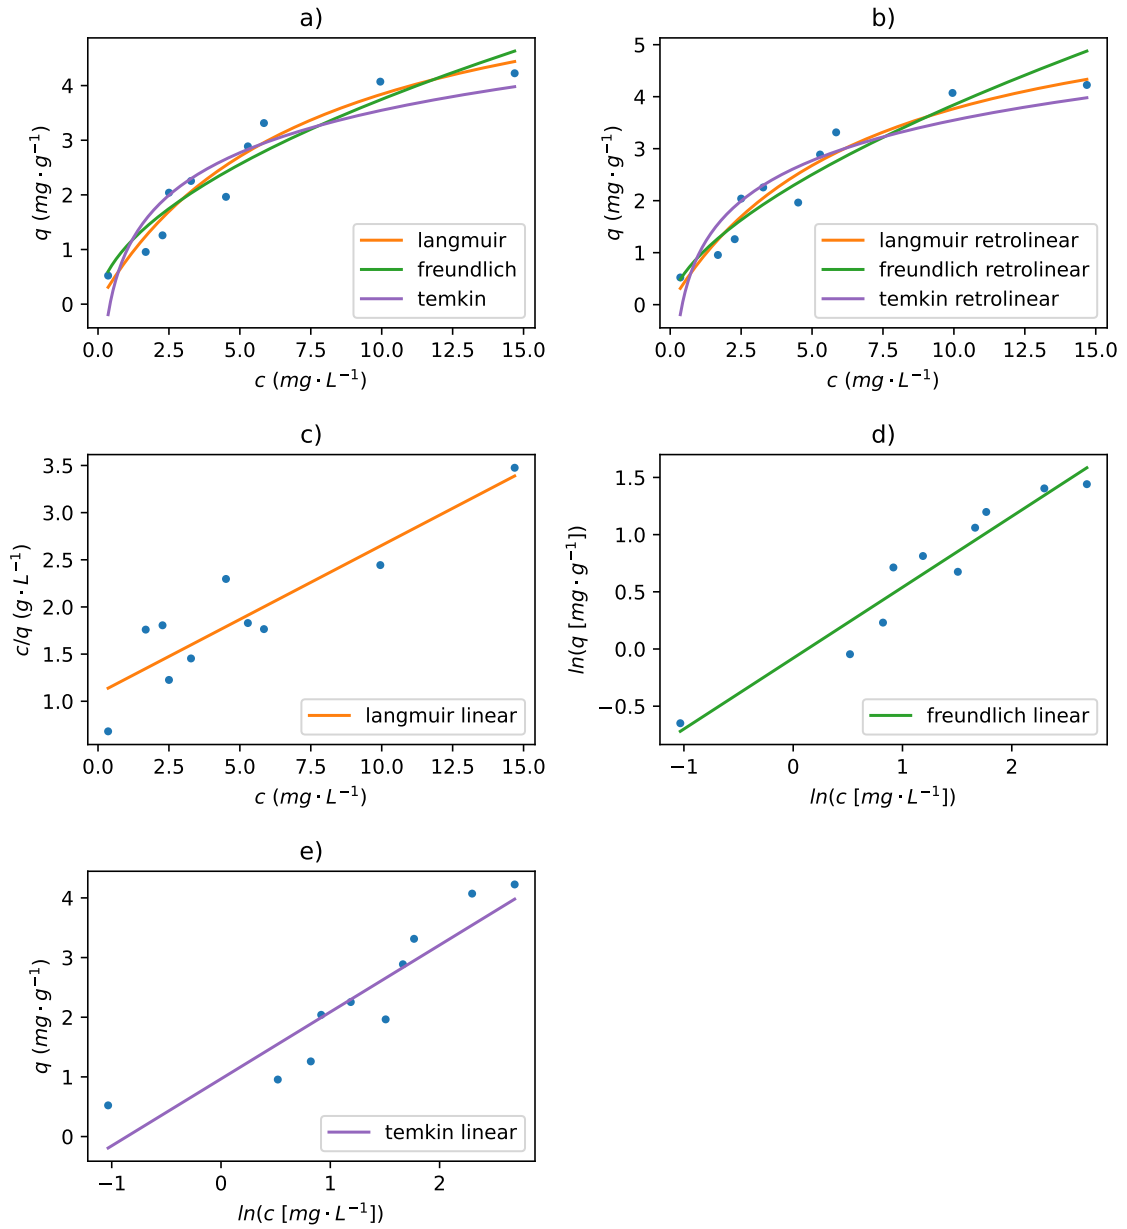 a)
4
3
2
1
0
q (mg · g⁻¹)
langmuir
freundlich
temkin
0.0 2.5 5.0 7.5 10.0 12.5 15.0
c (mg · L⁻¹)
b)
5
4
3
2
1
0
q (mg · g⁻¹)
langmuir retrolinear
freundlich retrolinear
temkin retrolinear
0.0 2.5 5.0 7.5 10.0 12.5 15.0
c (mg · L⁻¹)
c)
3.5
3.0
2.5
2.0
1.5
1.0
c/q (g · L⁻¹)
langmuir linear
0.0 2.5 5.0 7.5 10.0 12.5 15.0
c (mg · L⁻¹)
d)
1.5
1.0
0.5
0.0
−0.5
ln(q [mg · g⁻¹])
freundlich linear
−1 0 1 2
ln(c [mg · L⁻¹])
e)
4
3
2
1
0
q (mg · g⁻¹)
temkin linear
−1 0 1 2
ln(c [mg · L⁻¹])